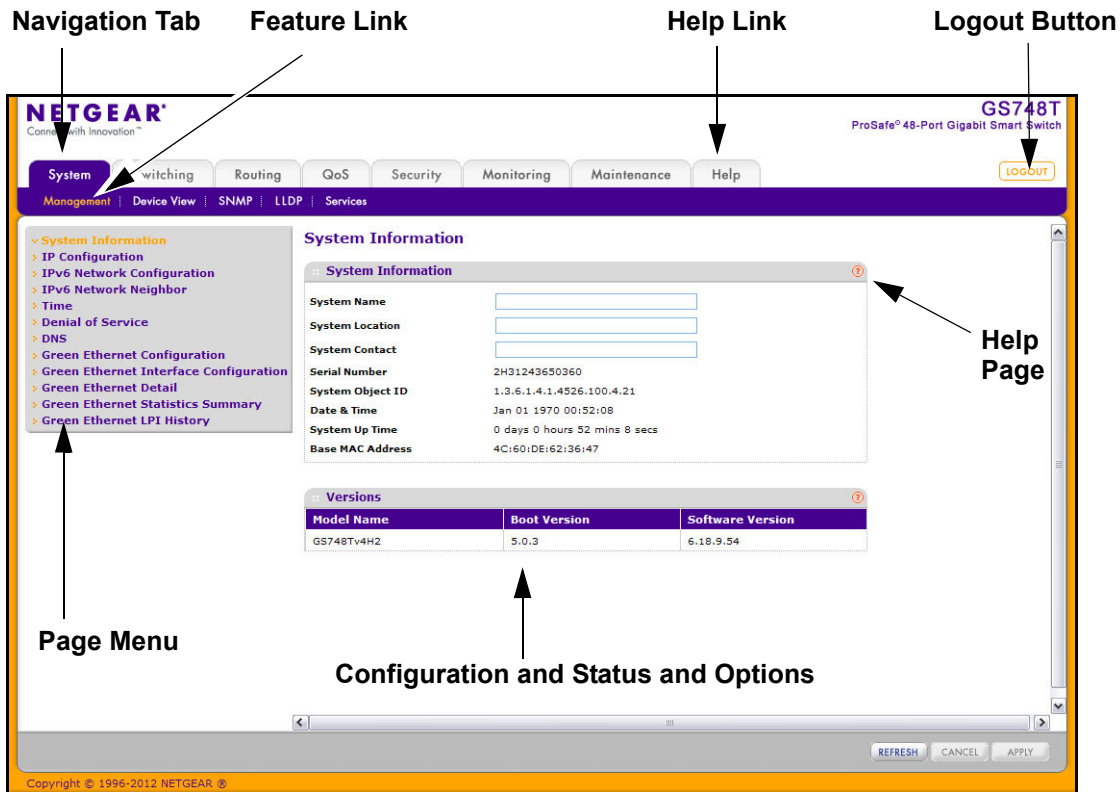 Navigation Tab Feature Link Help Link Logout Button
NETGEAR®
Connect with Innovation™
GS748T
ProSafe® 48-Port Gigabit Smart Switch
System witching Routing QoS Security Monitoring Maintenance Help LOGOUT
Management Device View SNMP LLDP Services
System Information
IP Configuration
IPv6 Network Configuration
IPv6 Network Neighbor
Time
Denial of Service
DNS
Green Ethernet Configuration
Green Ethernet Interface Configuration
Green Ethernet Detail
Green Ethernet Statistics Summary
Green Ethernet LPI History
System Information
System Information ?
System Name
System Location
System Contact
Serial Number 2H31243650360
System Object ID 1.3.6.1.4.1.4526.100.4.21
Date & Time Jan 01 1970 00:52:08
System Up Time 0 days 0 hours 52 mins 8 secs
Base MAC Address 4C:60:DE:62:36:47
Help
Page
Versions ?
Model Name Boot Version Software Version
GS748Tv4H2 5.0.3 6.18.9.54
Page Menu
Configuration and Status and Options
REFRESH CANCEL APPLY
Copyright © 1996-2012 NETGEAR ®